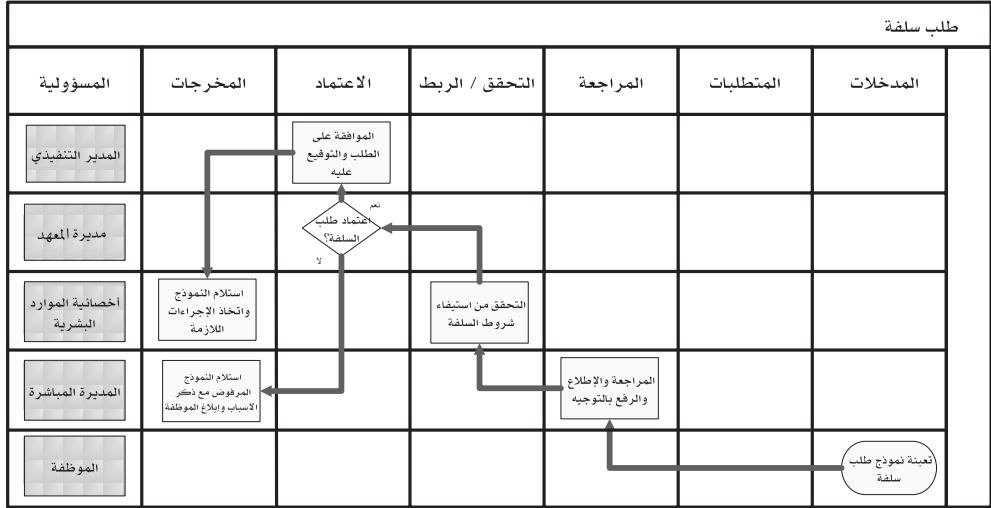 طلب سلفة
المدخلات
المتطلبات
المراجعة
التحقق / الربط
الاعتماد
المخرجات
المسؤولية
الموافقة على
الطلب والتوقيع
عليه
المدير التنفيذي
نعم
اعتماد طلب
السلفة؟
لا
مديرة المعهد
التحقق من استيفاء
شروط السلفة
استلام النموذج
واتخاذ الإجراءات
اللازمة
أخصائية الموارد
البشرية
المراجعة والإطلاع
والرفع بالتوجيه
استلام النموذج
المرفوض مع ذكر
الاسباب وإبلاغ الموظفة
المديرة المباشرة
تعبئة نموذج طلب
سلفة
الموظفة